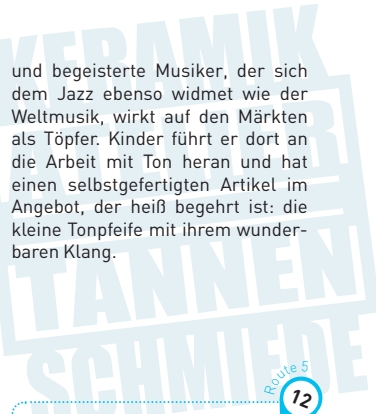 KERAMIK
ATELIER
TANNEN
SCHMIEDE
und begeisterte Musiker, der sich
dem Jazz ebenso widmet wie der
Weltmusik, wirkt auf den Märkten
als Töpfer. Kinder führt er dort an
die Arbeit mit Ton heran und hat
einen selbstgefertigten Artikel im
Angebot, der heiß begehrt ist: die
kleine Tonpfeife mit ihrem wunder-
baren Klang.
Route 5
12